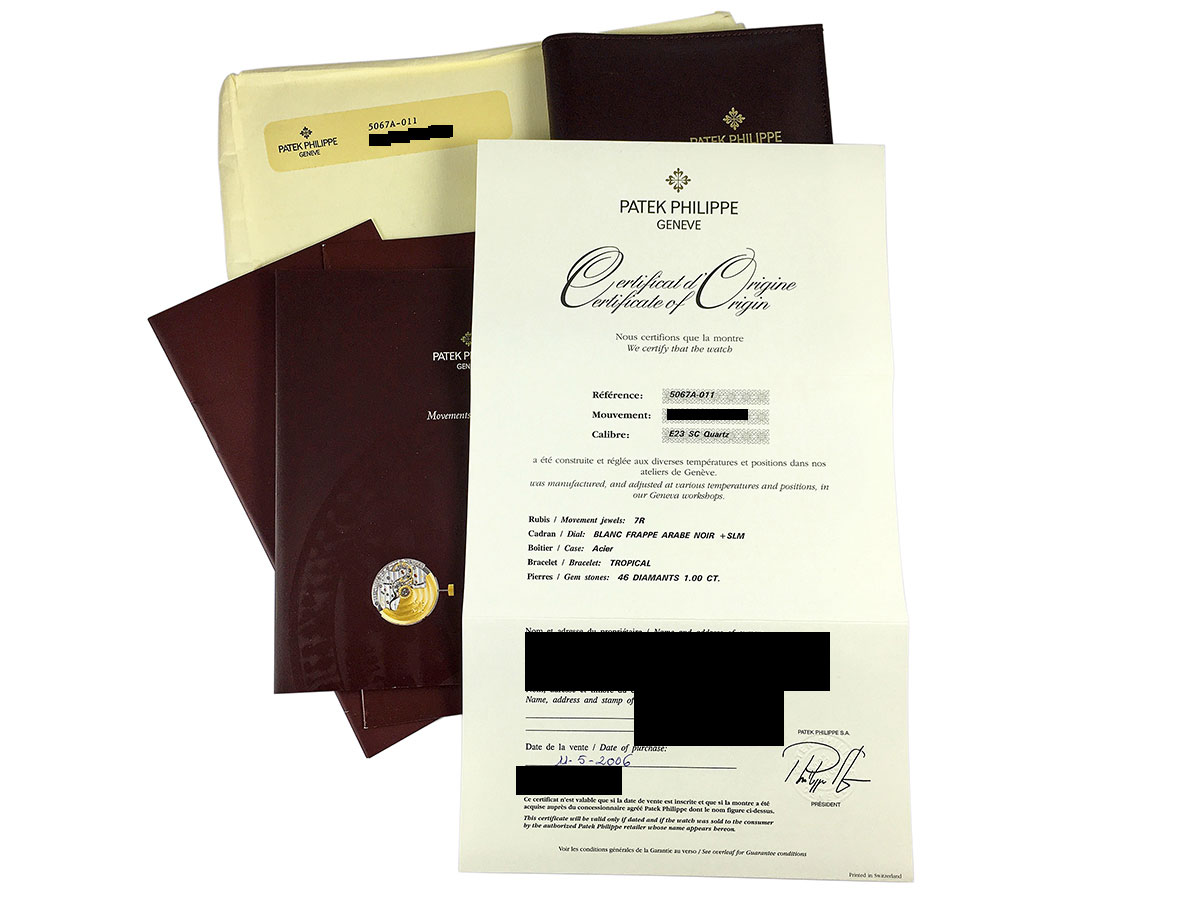 PATEK PHILIPPE
GENEVE
5067A-011
PATEK PHILIPPE
PATEK
Movements
PATEK PHILIPPE
GENEVE
Certificat d'Origine
Certificate of Origin
Nous certifions que la montre
We certify that the watch
Référence: 5067A-011
Mouvement:
Calibre: E23 SC Quartz
a été construite et réglée aux diverses températures et positions dans nos
ateliers de Genève.
was manufactured, and adjusted at various temperatures and positions, in
our Geneva workshops.
Rubis / Movement jewels: 7R
Cadran / Dial: BLANC FRAPPE ARABE NOIR +SLM
Boîtier / Case: Acier
Bracelet / Bracelet: TROPICAL
Pierres / Gem stones: 46 DIAMANTS 1.00 CT.
Name, address and stamp of
Date de la vente / Date of purchase:
11-5-2006
PATEK PHILIPPE S.A.
PRÉSIDENT
Ce certificat n'est valable que si la date de vente est inscrite et que si la montre a été
acquise auprès du concessionnaire agréé Patek Philippe dont le nom figure ci-dessus.
This certificate will be valid only if dated and if the watch was sold to the consumer
by the authorized Patek Philippe retailer whose name appears hereon.
Voir les conditions générales de la Garantie au verso / See overleaf for Guarantee conditions
Printed in Switzerland